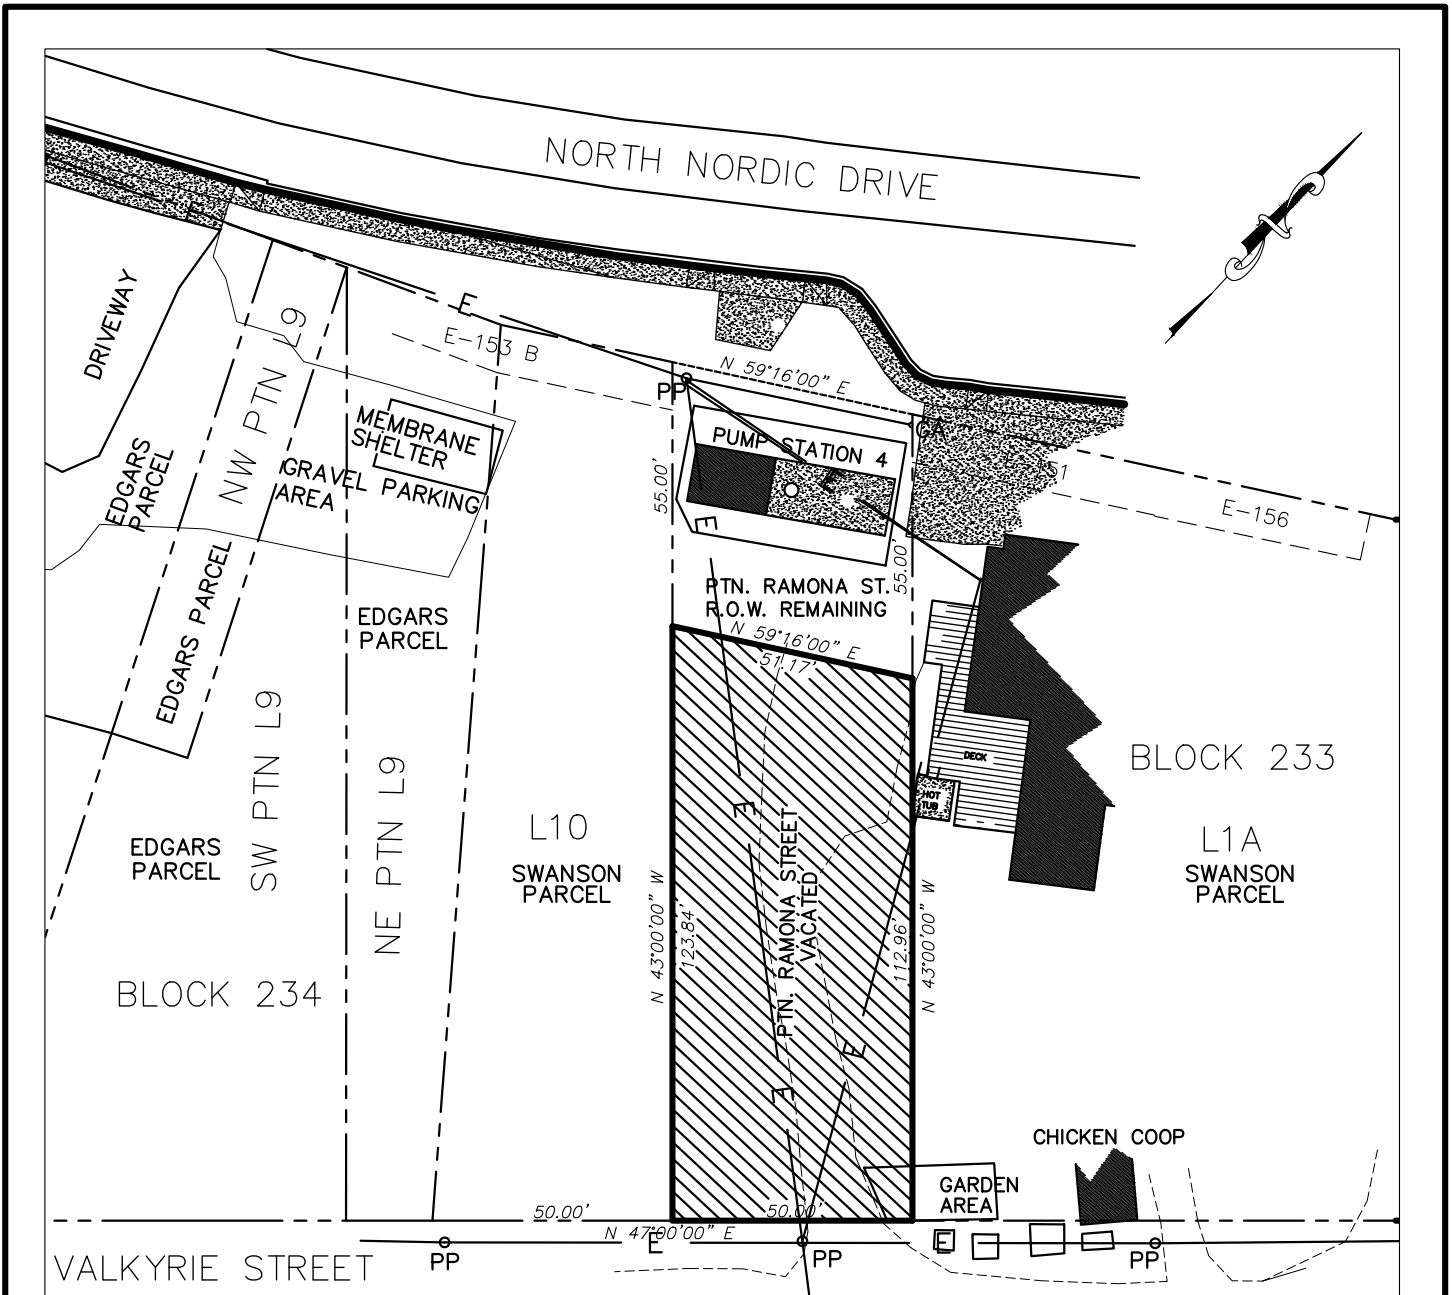 NORTH NORDIC DRIVE
E
DRIVEWAY
E
E-153 B
N 59°16'00" E
PP
NW PTN L9
MEMBRANE
SHELTER
GRAVEL PARKING
AREA
EDGARS
PARCEL
PUMP STATION 4
E
GA
E-156
55.00'
E
55.00'
PTN. RAMONA ST.
R.O.W. REMAINING
EDGARS PARCEL
EDGARS
PARCEL
N 59°16'00" E
51.17'
SW PTN L9
NE PTN L9
DECK
HOT
TUB
BLOCK 233
E
L10
SWANSON
PARCEL
L1A
SWANSON
PARCEL
EDGARS
PARCEL
N 43°00'00" W
123.84'
PTN. RAMONA STREET
VACATED
112.96'
N 43°00'00" W
BLOCK 234
E
E
CHICKEN COOP
GARDEN
AREA
50.00'
50.00'
N 47°00'00" E
E
E
PP
PP
PP
VALKYRIE STREET